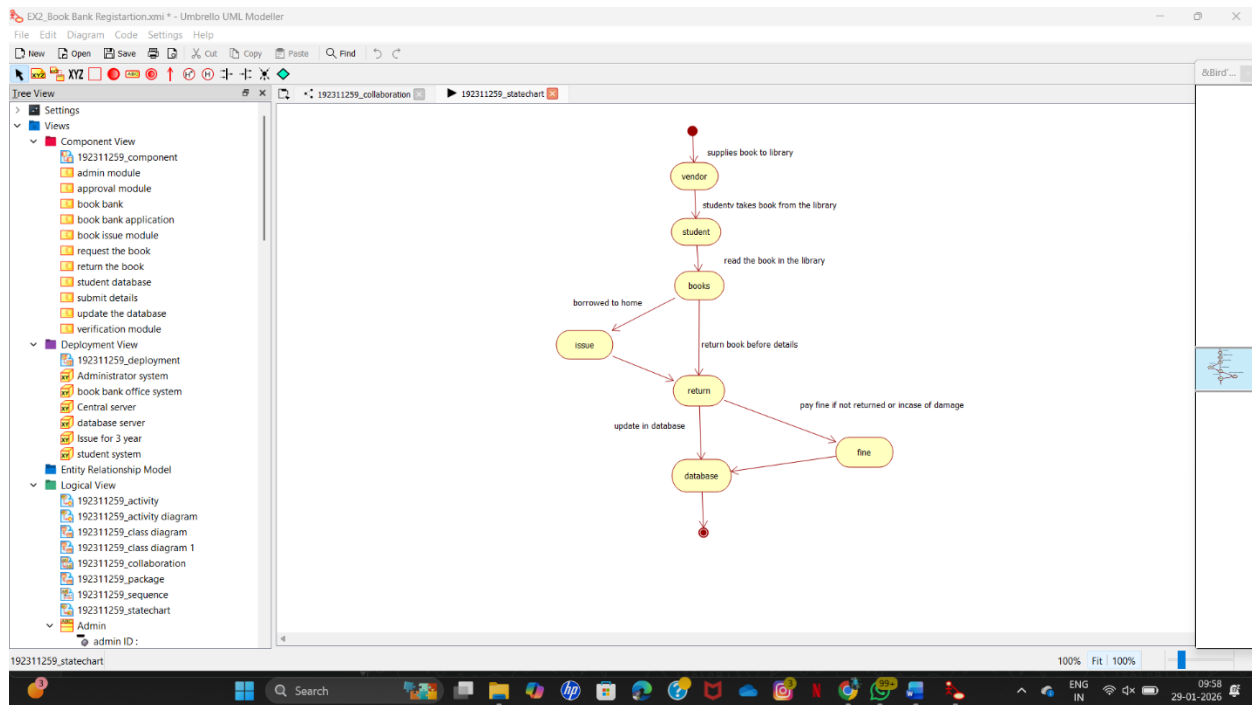 EX2_Book Bank Registartion.xmi * - Umbrello UML Modeller
File Edit Diagram Code Settings Help
New Open Save Cut Copy Paste Find
XYZ
&Bird'...
Tree View
192311259_collaboration
192311259_statechart
Settings
Views
Component View
192311259_component
admin module
approval module
book bank
book bank application
book issue module
request the book
return the book
student database
submit details
update the database
verification module
Deployment View
192311259_deployment
Administrator system
book bank office system
Central server
database server
Issue for 3 year
student system
Entity Relationship Model
Logical View
192311259_activity
192311259_activity diagram
192311259_class diagram
192311259_class diagram 1
192311259_collaboration
192311259_package
192311259_sequence
192311259_statechart
Admin
admin ID :
supplies book to library
vendor
studentv takes book from the library
student
read the book in the library
books
borrowed to home
issue
return book before details
return
pay fine if not returned or incase of damage
update in database
fine
database
192311259_statechart
100% Fit 100%
3
Search
3
99+
ENG
IN
09:58
29-01-2026